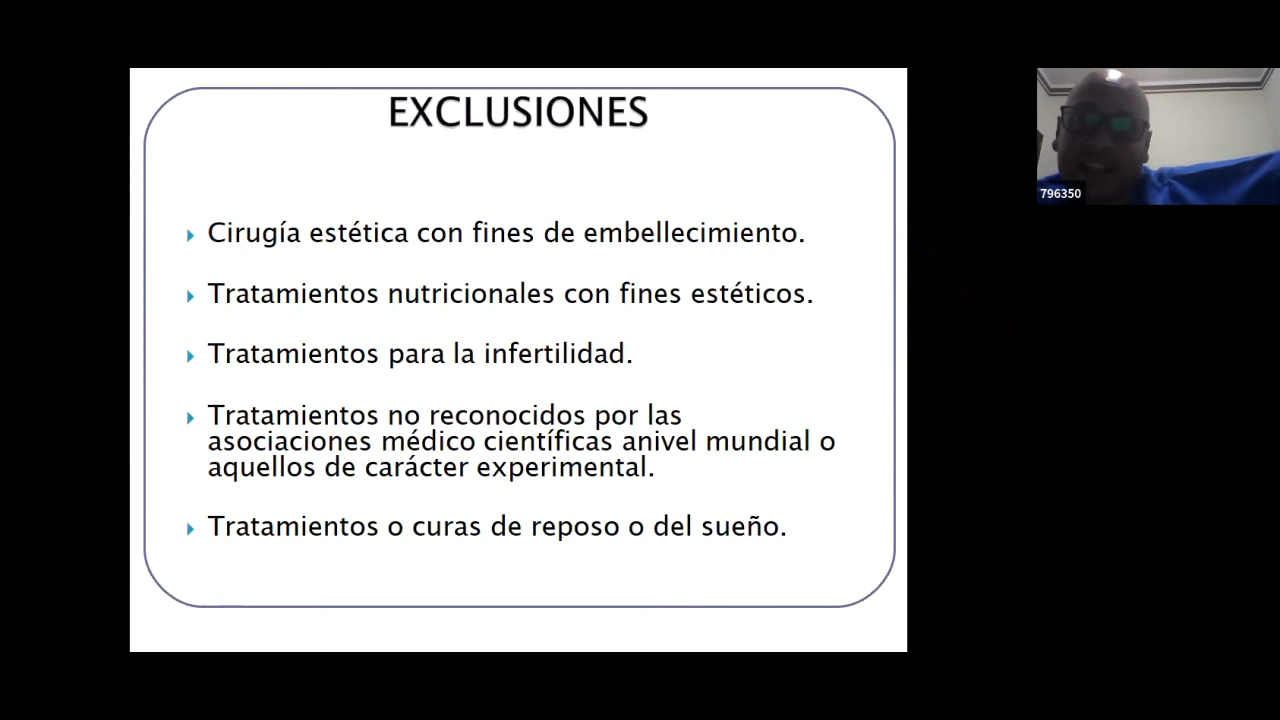 EXCLUSIONES
Cirugía estética con fines de embellecimiento.
Tratamientos nutricionales con fines estéticos.
Tratamientos para la infertilidad.
Tratamientos no reconocidos por las
asociaciones médico científicas anivel mundial o
aquellos de carácter experimental.
Tratamientos o curas de reposo o del sueño.
796350